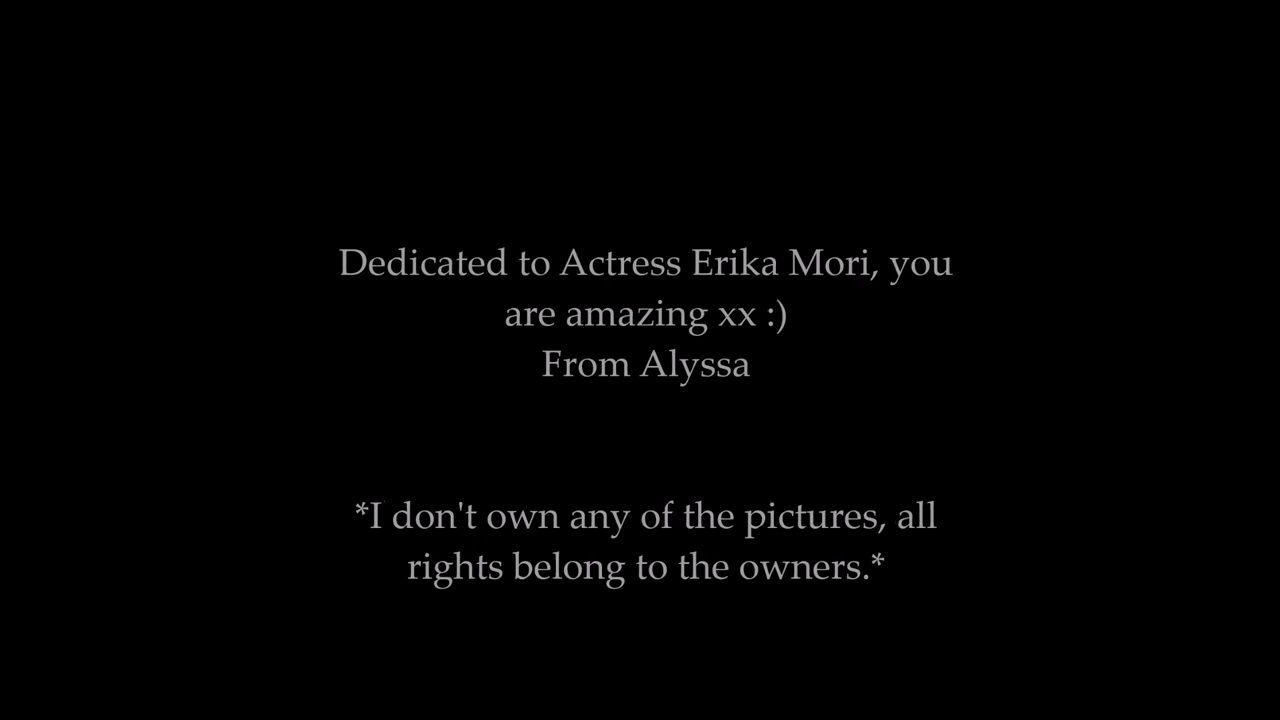 Dedicated to Actress Erika Mori, you
are amazing xx :)
From Alyssa
*I don't own any of the pictures, all
rights belong to the owners.*